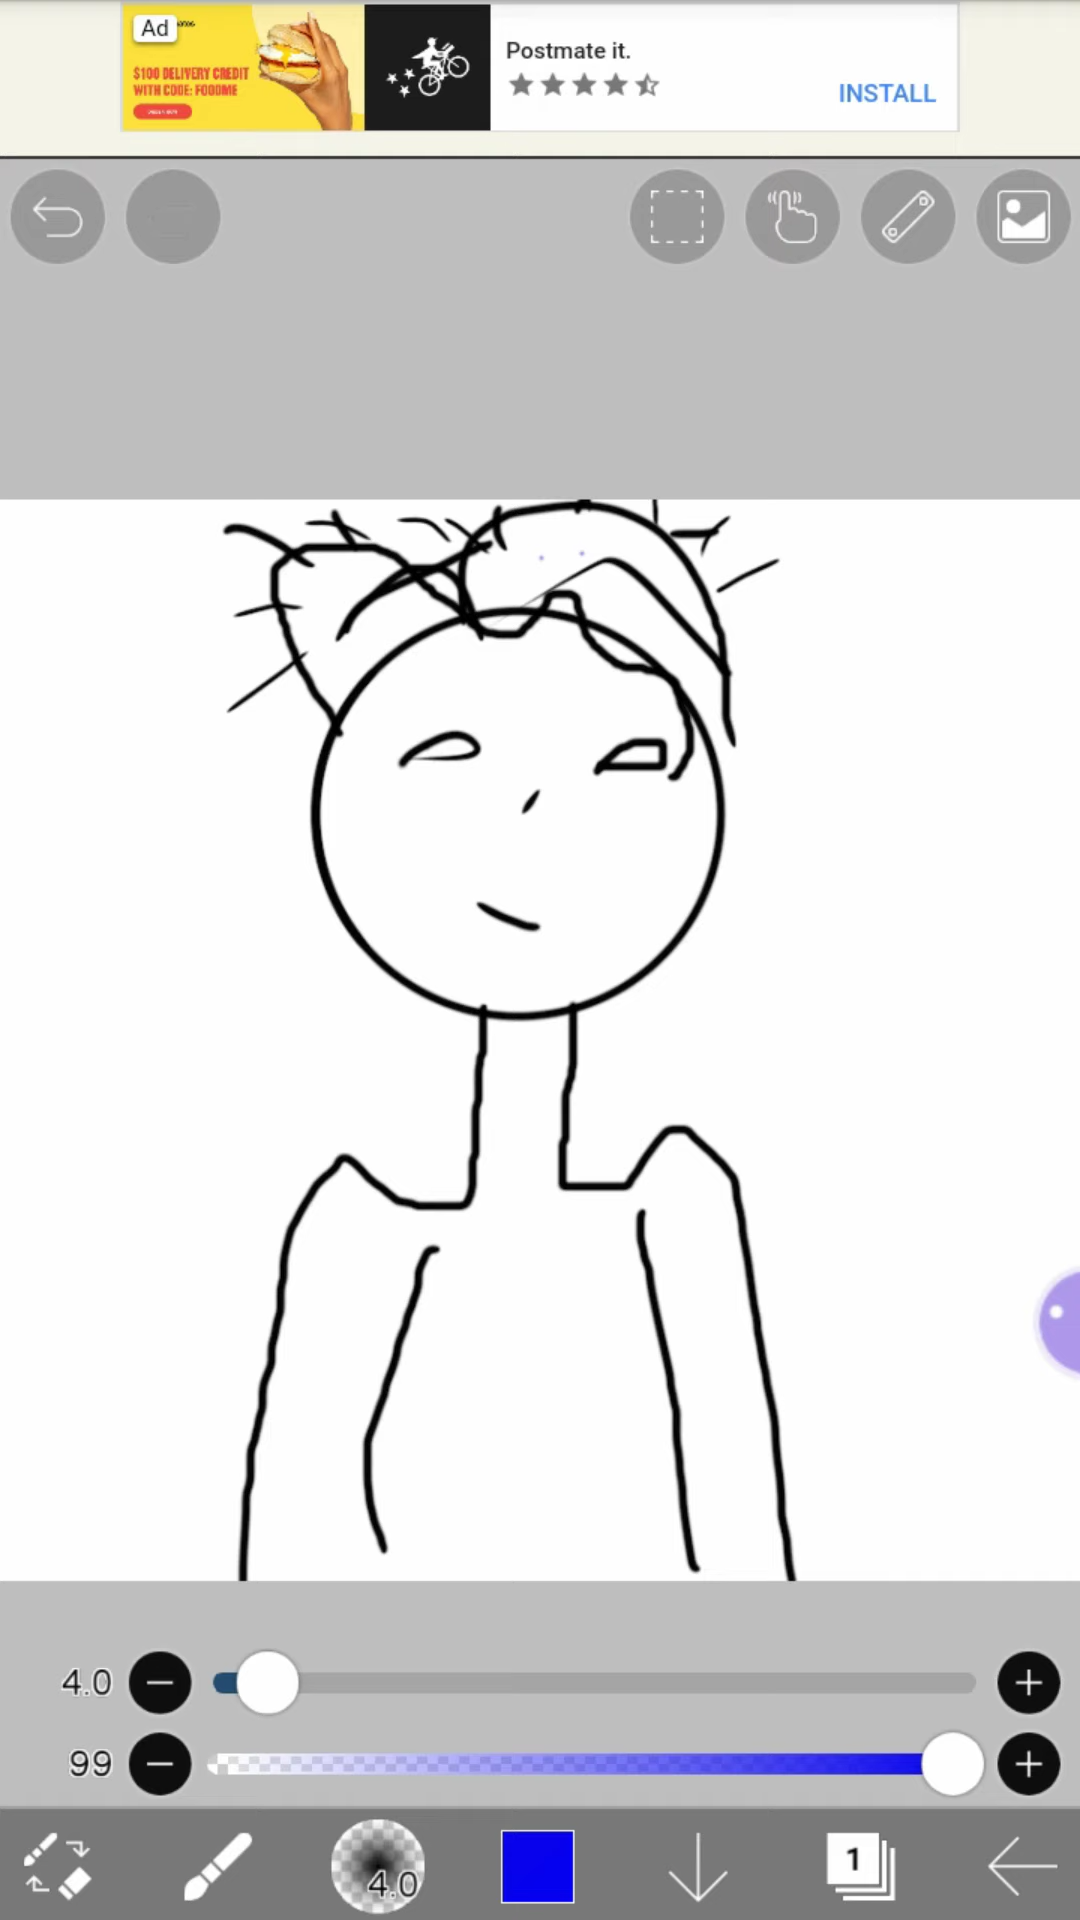 Ad
$100 DELIVERY CREDIT
WITH CODE: FOODME
Postmate it.
INSTALL
4.0
99
4.0
1